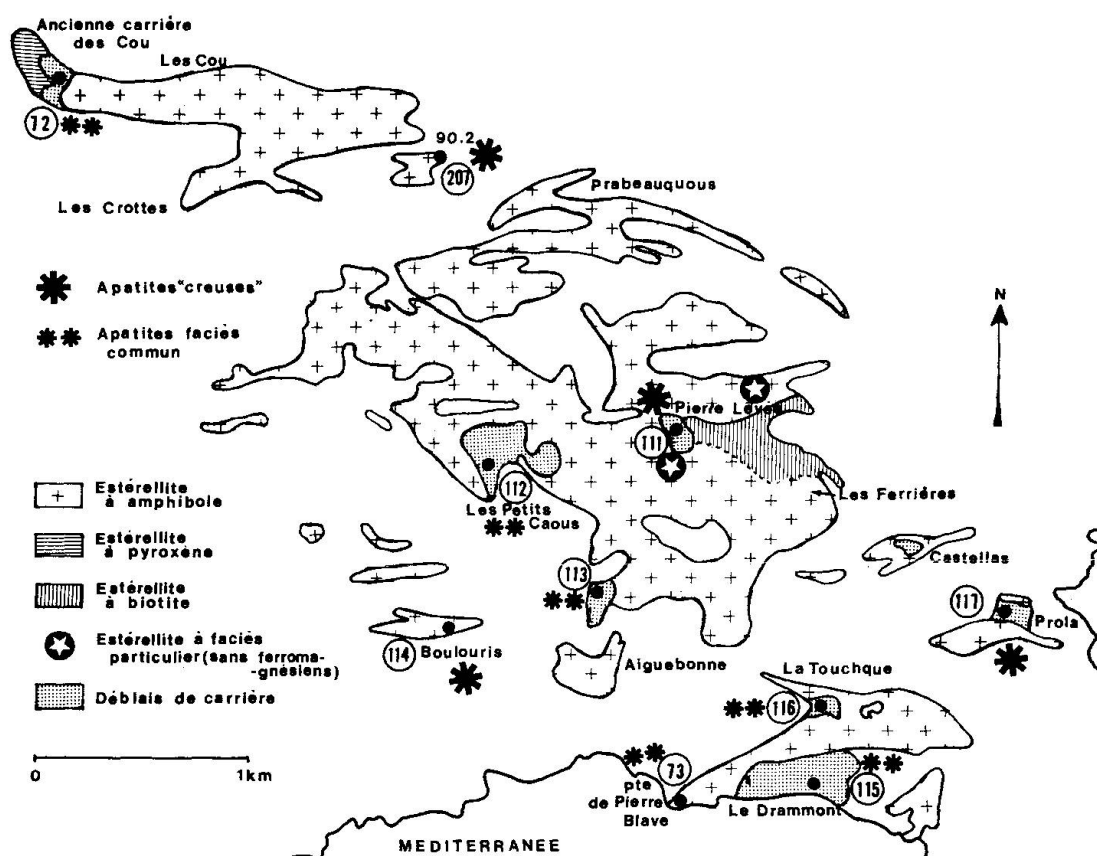 Ancienne carrière
des Cou
Les Cou
72
90.2
207
Prabeauquous
Les Crottes
Apatites"creuses"
Apatites faciès
commun
N
Pierre Levée
111
112
Les Petits
Caous
Les Ferrières
Estérellite
à amphibole
Estérellite
à pyroxène
Estérellite
à biotite
Estérellite à faciès
particulier(sans ferroma-
-gnésiens)
Déblais de carrière
Castellas
113
117
Prola
114
Boulouris
Aiguebonne
La Touchque
116
73
pte
de Pierre
Blave
115
Le Drammont
0
1km
MEDITERRANEE